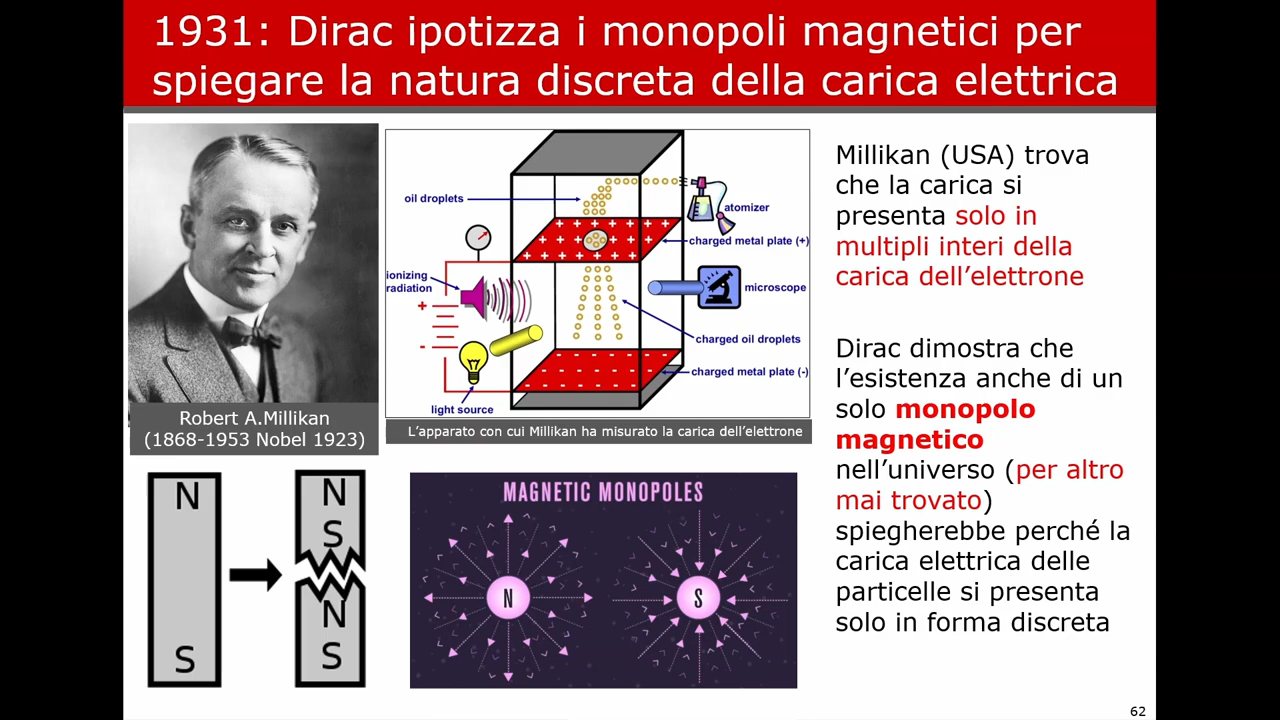 1931: Dirac ipotizza i monopoli magnetici per
spiegare la natura discreta della carica elettrica
Robert A.Millikan
(1868-1953 Nobel 1923)
oil droplets
atomizer
charged metal plate (+)
ionizing
radiation
microscope
+
-
charged oil droplets
charged metal plate (-)
light source
L’apparato con cui Millikan ha misurato la carica dell’elettrone
Millikan (USA) trova
che la carica si
presenta solo in
multipli interi della
carica dell’elettrone
Dirac dimostra che
l’esistenza anche di un
solo monopolo
magnetico
nell’universo (per altro
mai trovato)
spiegherebbe perché la
carica elettrica delle
particelle si presenta
solo in forma discreta
N
S
N
S
N
S
MAGNETIC MONOPOLES
N
S
62